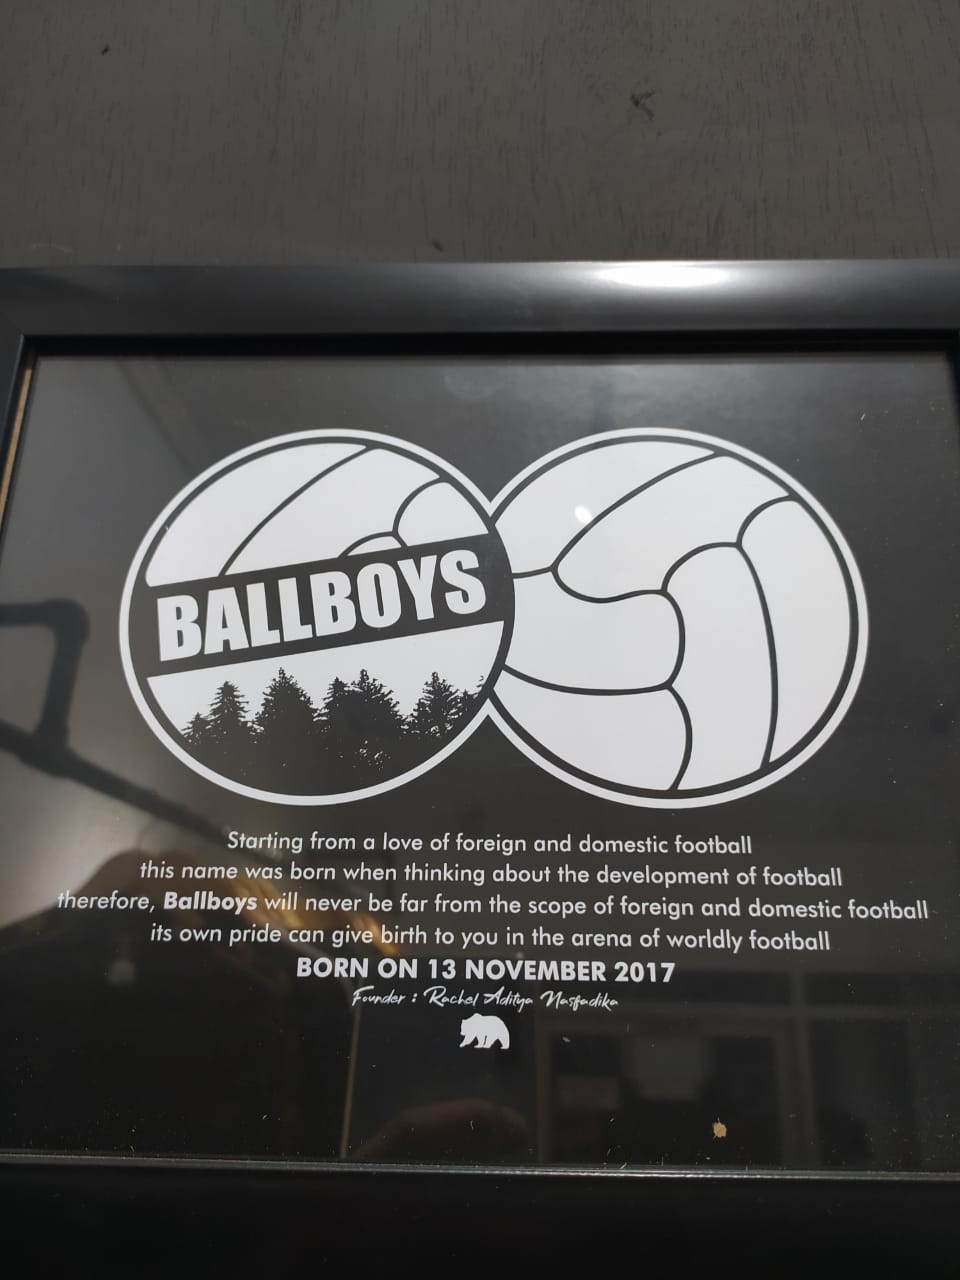 BALLBOYS
Starting from a love of foreign and domestic football
this name was born when thinking about the development of football
therefore, Ballboys will never be far from the scope of foreign and domestic football
its own pride can give birth to you in the arena of worldly football
BORN ON 13 NOVEMBER 2017
Founder : Rachel Aditya Nasfadika